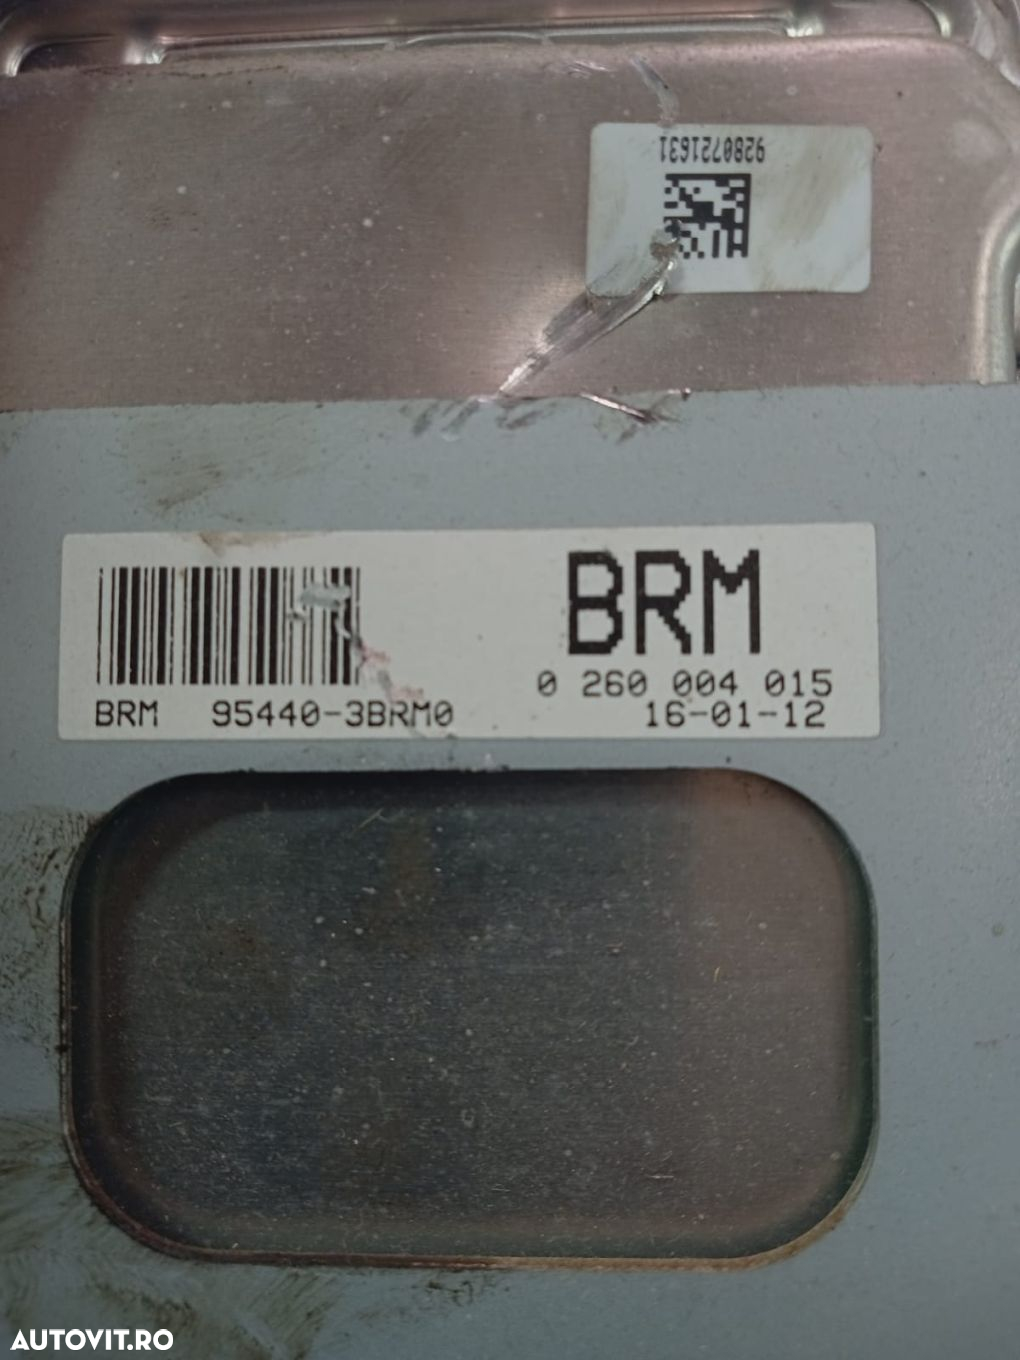 9280721631
BRM
0 260 004 015
BRM 95440-3BRM0 16-01-12
AUTOVIT.RO